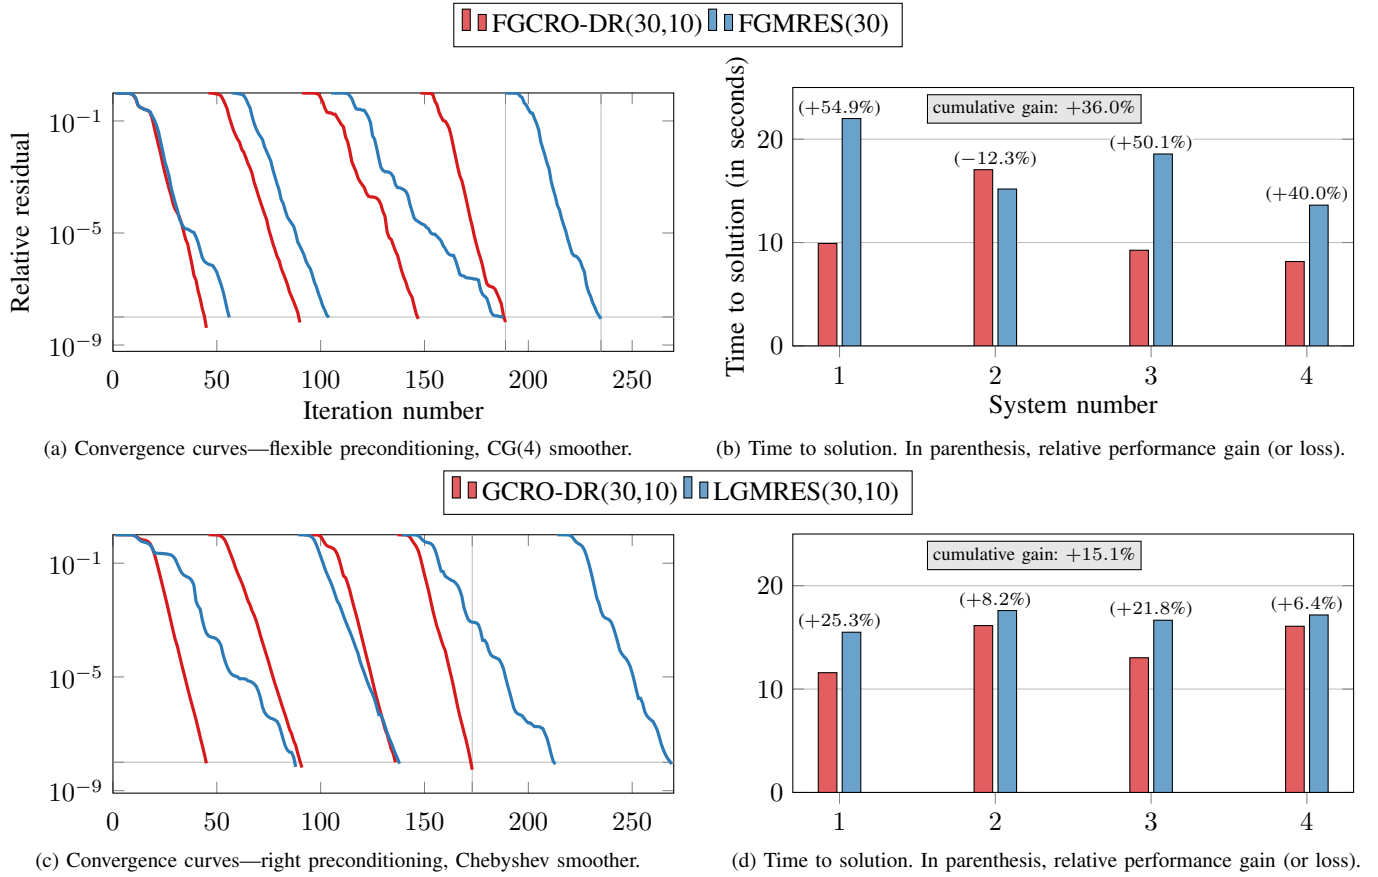 FGCRO-DR(30,10) FGMRES(30)
Relative residual
10^−1
10^−5
10^−9
0 50 100 150 200 250
Iteration number
(a) Convergence curves—flexible preconditioning, CG(4) smoother.
Time to solution (in seconds)
cumulative gain: +36.0%
(+54.9%)
(−12.3%)
(+50.1%)
(+40.0%)
20
10
0
1 2 3 4
System number
(b) Time to solution. In parenthesis, relative performance gain (or loss).
GCRO-DR(30,10) LGMRES(30,10)
10^−1
10^−5
10^−9
0 50 100 150 200 250
(c) Convergence curves—right preconditioning, Chebyshev smoother.
cumulative gain: +15.1%
(+25.3%)
(+8.2%)
(+21.8%)
(+6.4%)
20
10
0
1 2 3 4
(d) Time to solution. In parenthesis, relative performance gain (or loss).